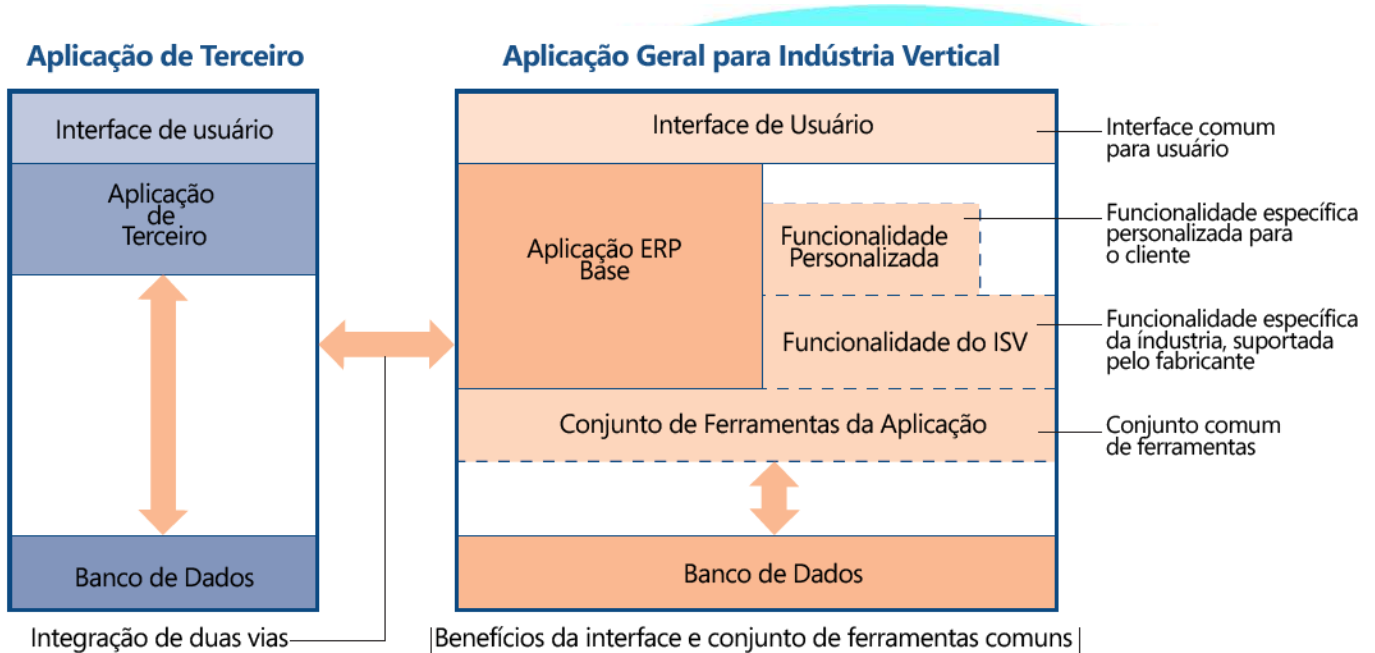 Aplicação de Terceiro
Interface de usuário
Aplicação
de
Terceiro
Banco de Dados
Integração de duas vias
Aplicação Geral para Indústria Vertical
Interface de Usuário
Aplicação ERP
Base
Funcionalidade
Personalizada
Funcionalidade do ISV
Conjunto de Ferramentas da Aplicação
Banco de Dados
Benefícios da interface e conjunto de ferramentas comuns
Interface comum
para usuário
Funcionalidade específica
personalizada para
o cliente
Funcionalidade específica
da índustria, suportada
pelo fabricante
Conjunto comum
de ferramentas